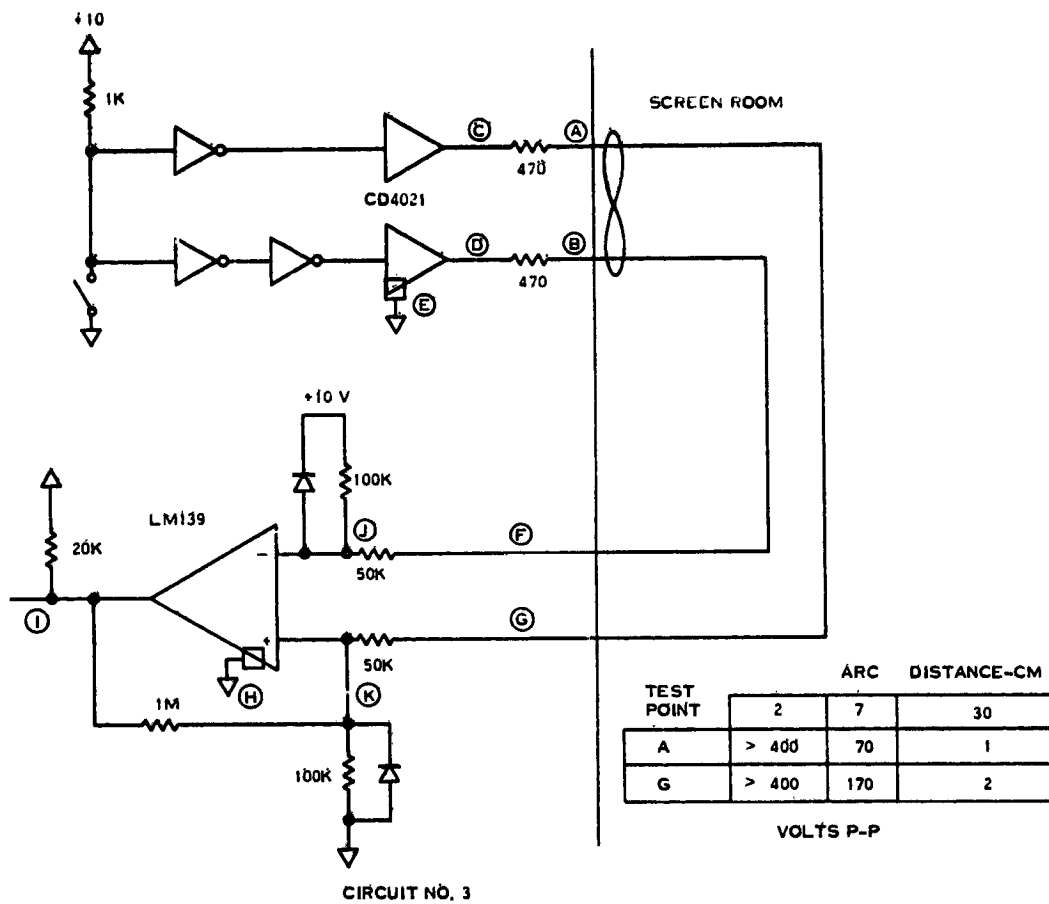 +10
1K
SCREEN ROOM
C
A
470
CD4021
D
B
470
E
+10 V
100K
LM139
J
F
20K
−
50K
I
G
+
50K
H
K
1M
100K
ARC DISTANCE-CM
TEST POINT 2 7 30
A > 400 70 1
G > 400 170 2
VOLTS P-P
CIRCUIT NO. 3